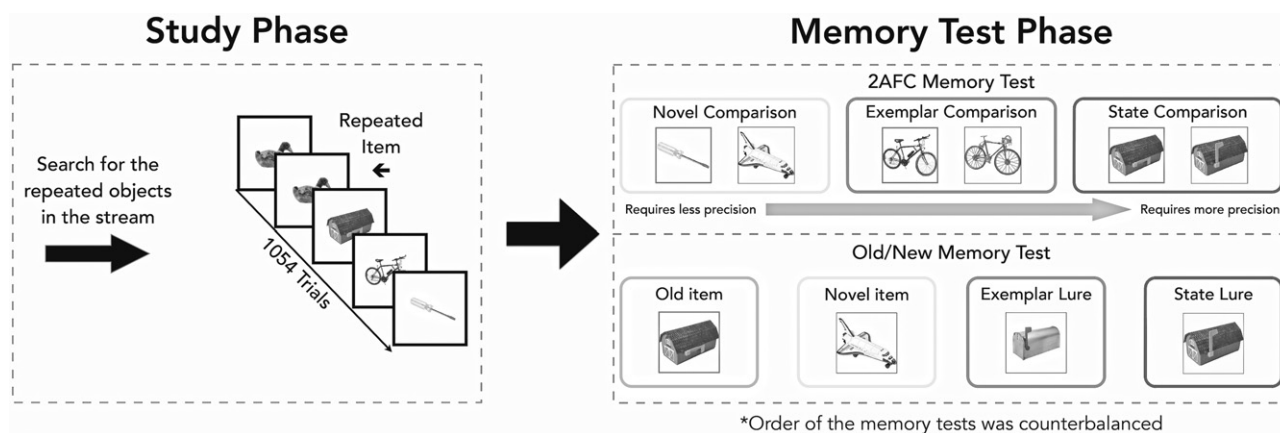 Study Phase
Search for the
repeated objects
in the stream
Repeated
Item
1054 Trials
Memory Test Phase
2AFC Memory Test
Novel Comparison
Exemplar Comparison
State Comparison
Requires less precision
Requires more precision
Old/New Memory Test
Old item
Novel item
Exemplar Lure
State Lure
*Order of the memory tests was counterbalanced